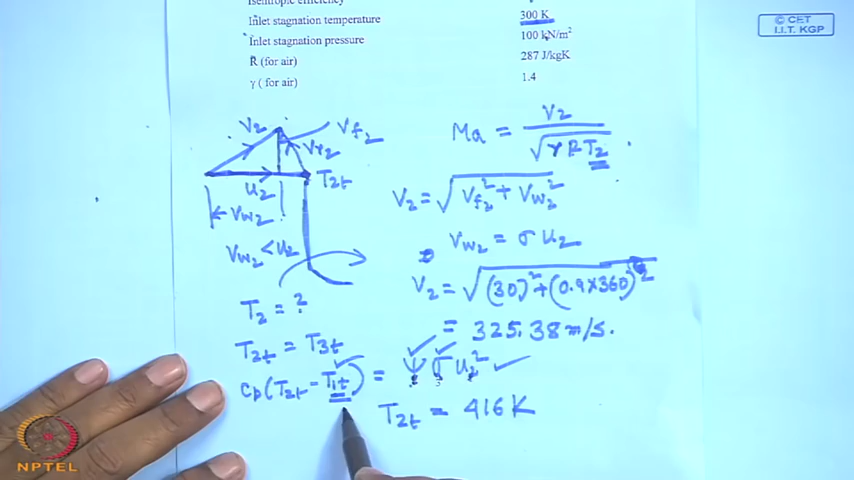 Isentropic efficiency
Inlet stagnation temperature 300 K
Inlet stagnation pressure 100 kN/m²
R (for air) 287 J/kgK
γ ( for air) 1.4
© CET
I.I.T. KGP
V2
Vf2
Vr2
u2
T2t
Vw2
Vw2 < u2
Ma = V2 / √(γ R T2)
V2 = √(Vf2² + Vw2²)
Vw2 = σ u2
V2 = √((30)² + (0.9×360)²)
= 325.38 m/s.
T2 = ?
T2t = T3t
cp (T2t - T1t) = ψ σ u2²
T2t = 416 K
NPTEL